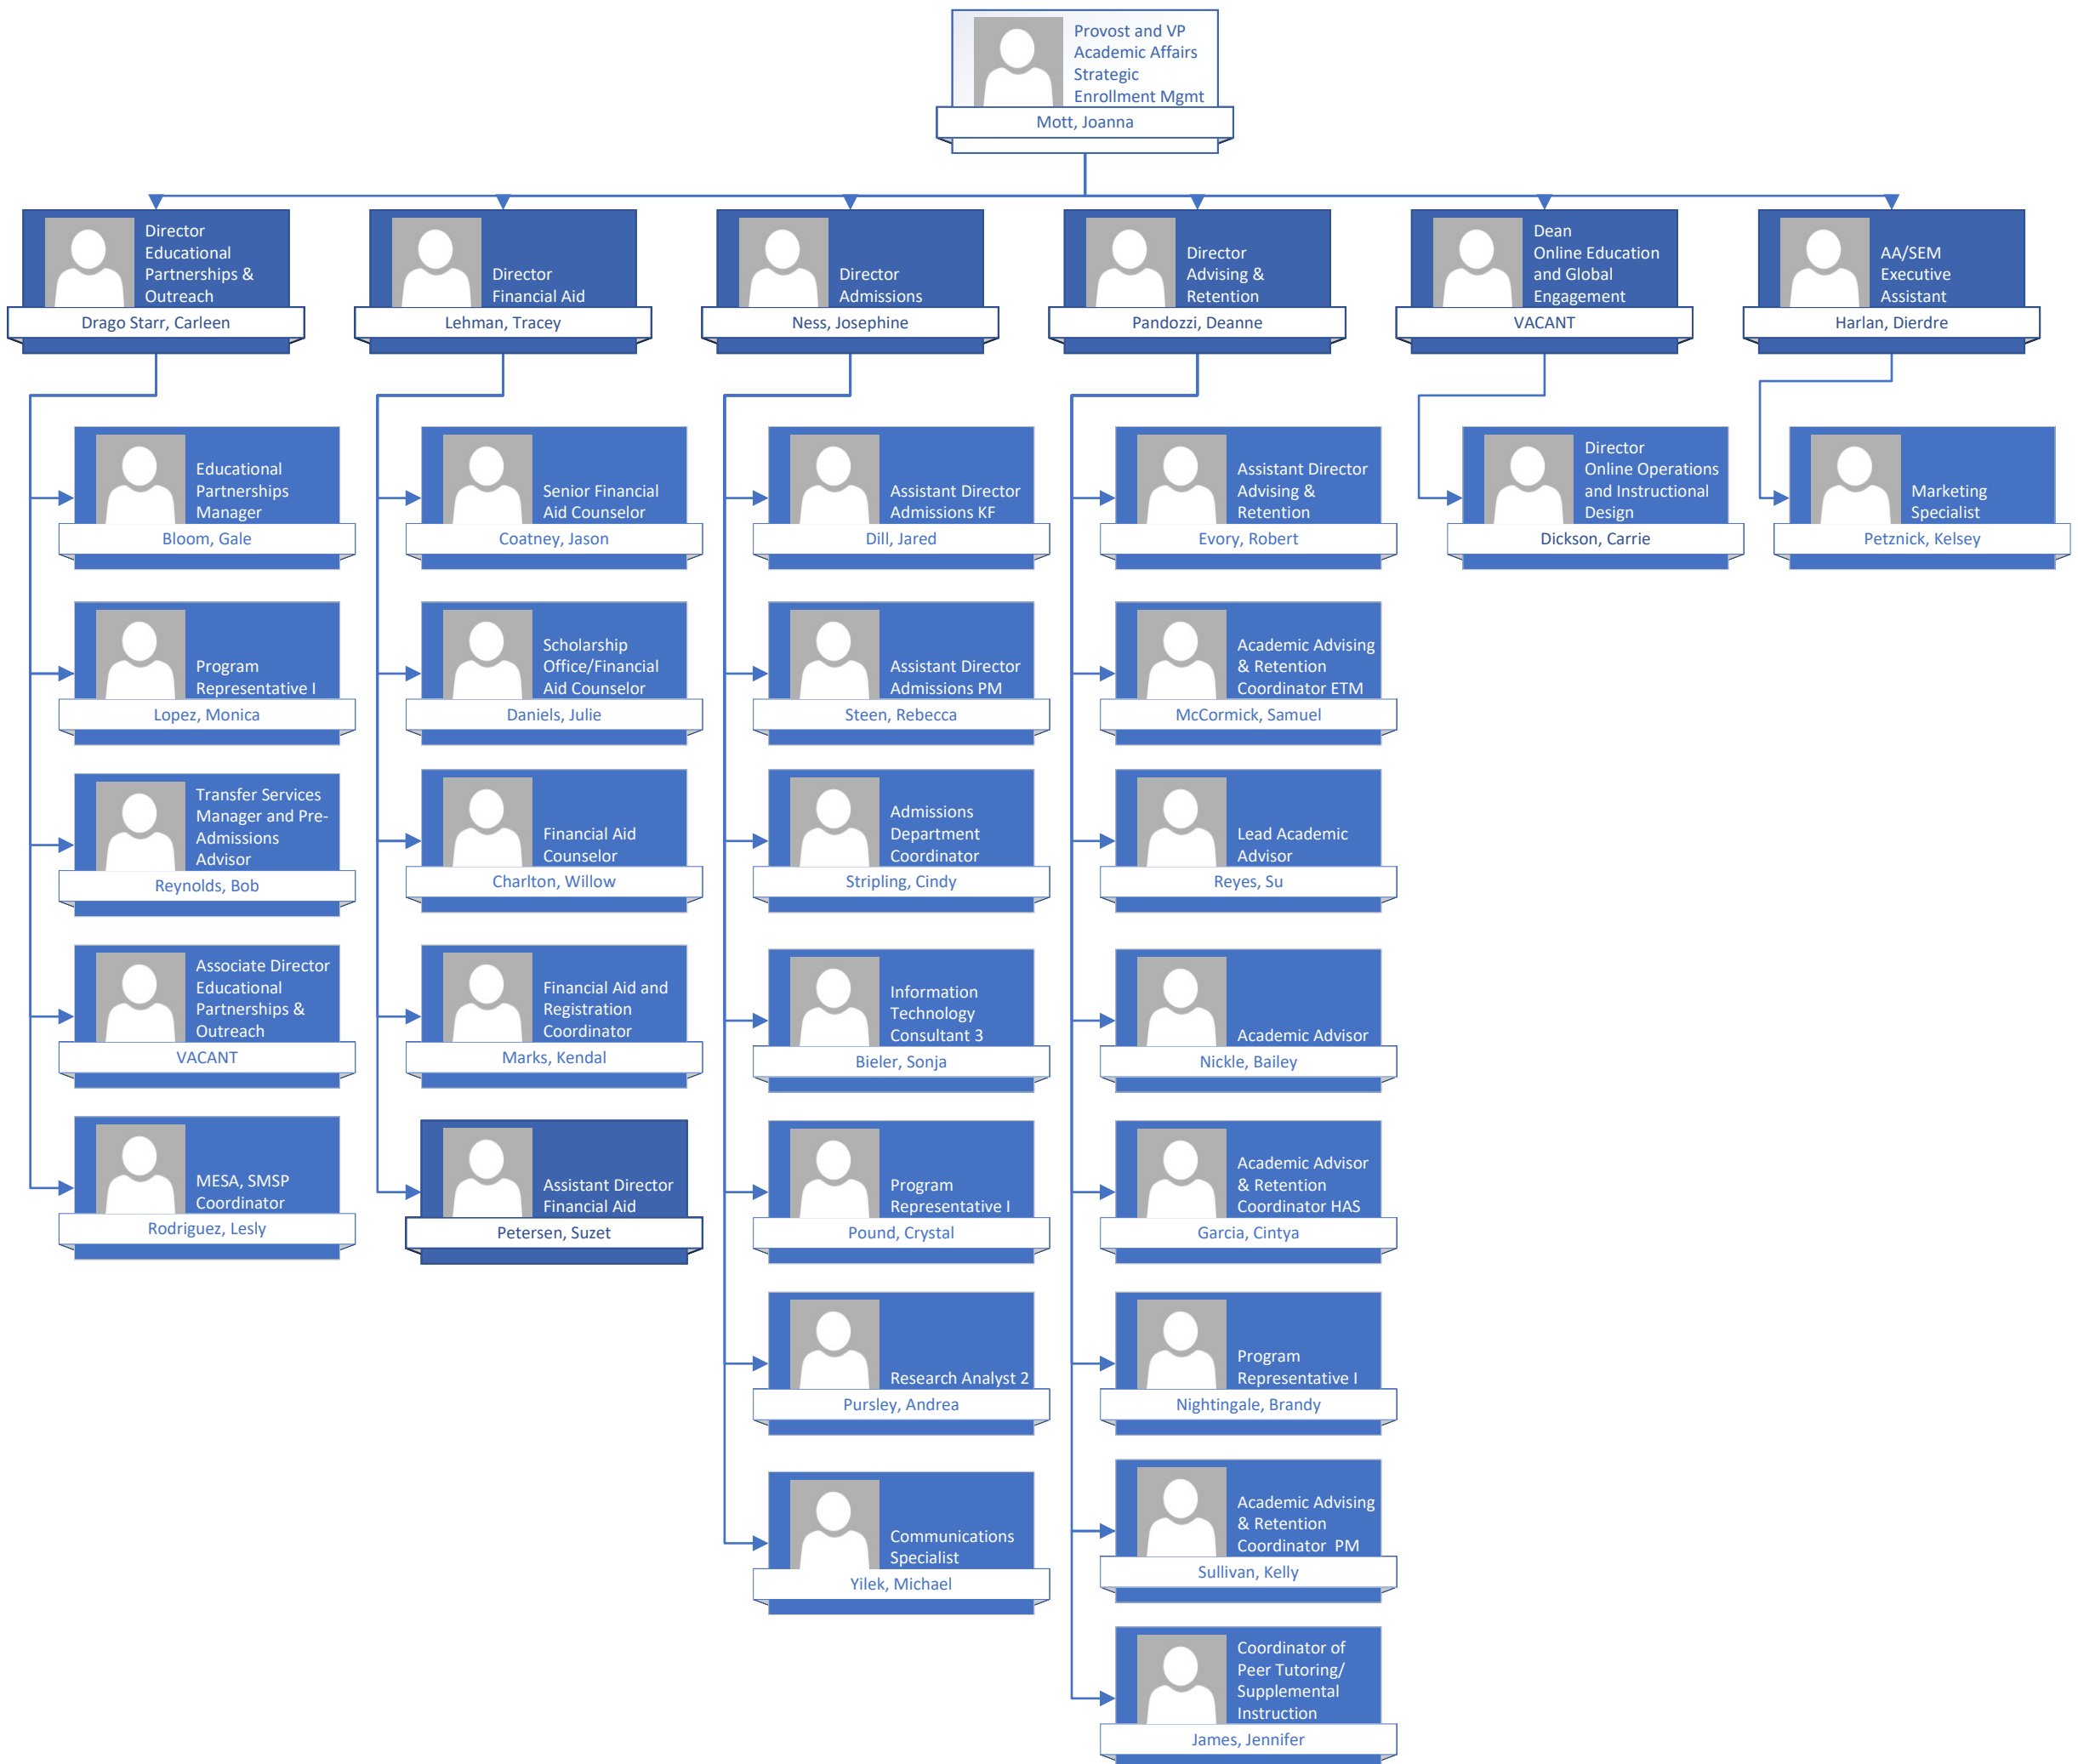 Provost and VP
Academic Affairs
Strategic
Enrollment Mgmt
Mott, Joanna
Director
Educational
Partnerships &
Outreach
Drago Starr, Carleen
Director
Financial Aid
Lehman, Tracey
Director
Admissions
Ness, Josephine
Director
Advising &
Retention
Pandozzi, Deanne
Dean
Online Education
and Global
Engagement
VACANT
AA/SEM
Executive
Assistant
Harlan, Dierdre
Educational
Partnerships
Manager
Bloom, Gale
Program
Representative I
Lopez, Monica
Transfer Services
Manager and Pre-
Admissions
Advisor
Reynolds, Bob
Associate Director
Educational
Partnerships &
Outreach
VACANT
MESA, SMSP
Coordinator
Rodriguez, Lesly
Senior Financial
Aid Counselor
Coatney, Jason
Scholarship
Office/Financial
Aid Counselor
Daniels, Julie
Financial Aid
Counselor
Charlton, Willow
Financial Aid and
Registration
Coordinator
Marks, Kendal
Assistant Director
Financial Aid
Petersen, Suzet
Assistant Director
Admissions KF
Dill, Jared
Assistant Director
Admissions PM
Steen, Rebecca
Admissions
Department
Coordinator
Stripling, Cindy
Information
Technology
Consultant 3
Bieler, Sonja
Program
Representative I
Pound, Crystal
Research Analyst 2
Pursley, Andrea
Communications
Specialist
Yilek, Michael
Assistant Director
Advising &
Retention
Evory, Robert
Academic Advising
& Retention
Coordinator ETM
McCormick, Samuel
Lead Academic
Advisor
Reyes, Su
Academic Advisor
Nickle, Bailey
Academic Advisor
& Retention
Coordinator HAS
Garcia, Cintya
Program
Representative I
Nightingale, Brandy
Academic Advising
& Retention
Coordinator  PM
Sullivan, Kelly
Coordinator of
Peer Tutoring/
Supplemental
Instruction
James, Jennifer
Director
Online Operations
and Instructional
Design
Dickson, Carrie
Marketing
Specialist
Petznick, Kelsey